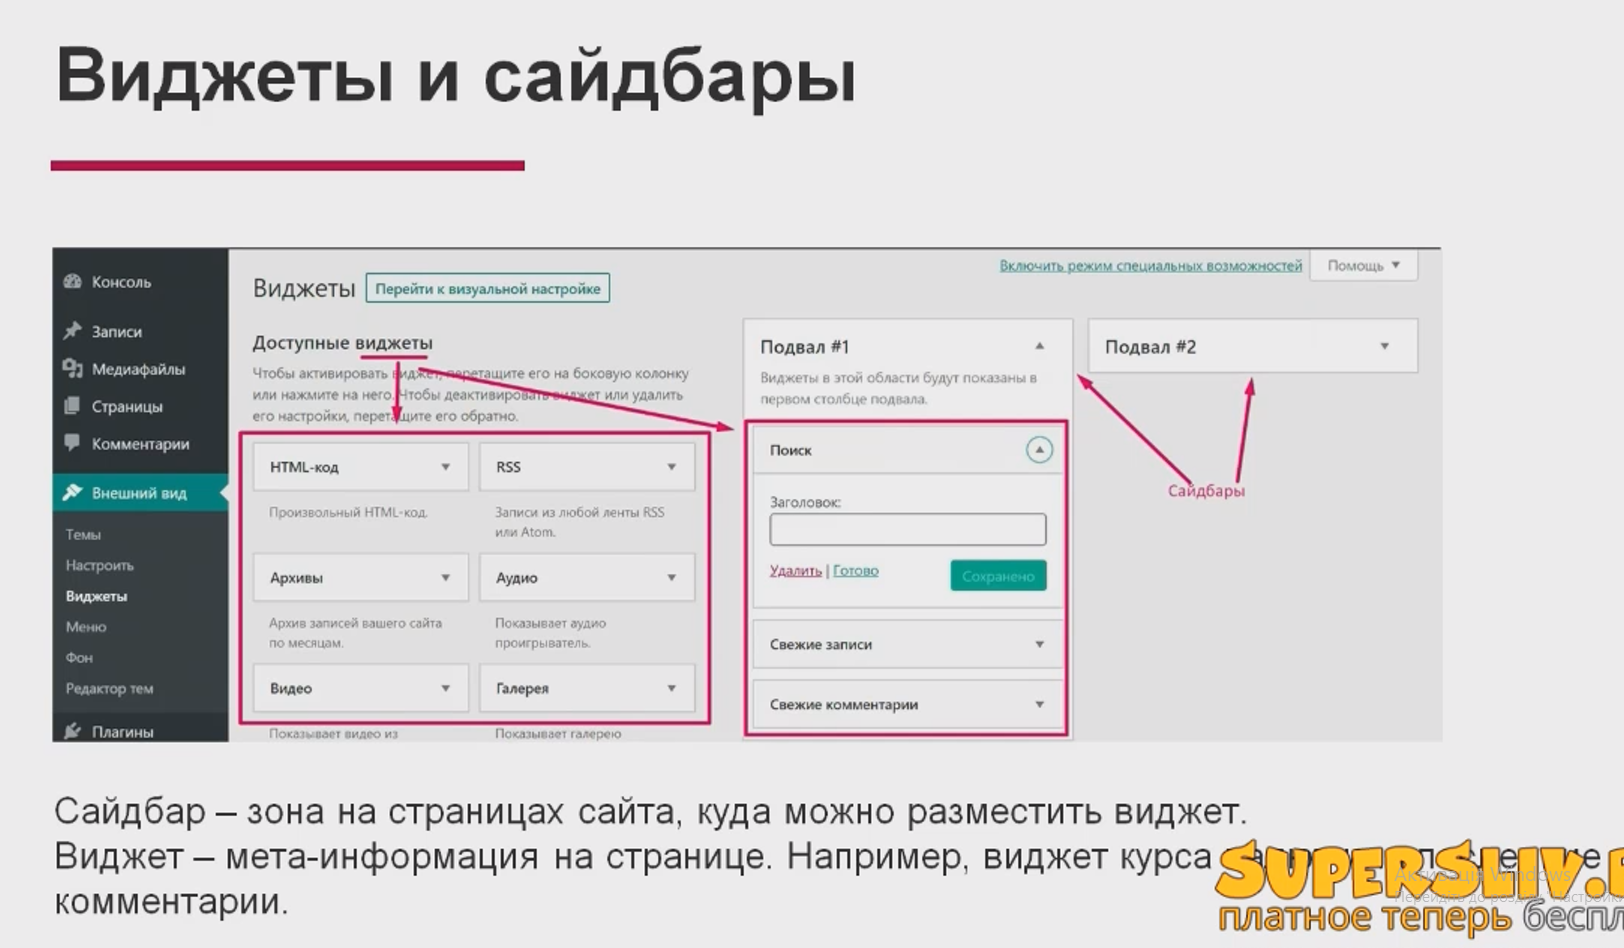 Виджеты и сайдбары
Консоль
Записи
Медиафайлы
Страницы
Комментарии
Внешний вид
Темы
Настроить
Виджеты
Меню
Фон
Редактор тем
Плагины
Виджеты
Перейти к визуальной настройке
Включить режим специальных возможностей
Помощь
Доступные виджеты
Чтобы активировать виджет, перетащите его на боковую колонку
или нажмите на него. Чтобы деактивировать виджет или удалить
его настройки, перетащите его обратно.
HTML-код
RSS
Произвольный HTML-код.
Записи из любой ленты RSS
или Atom.
Архивы
Аудио
Архив записей вашего сайта
по месяцам.
Показывает аудио
проигрыватель.
Видео
Галерея
Показывает видео из
Показывает галерею
Подвал #1
Виджеты в этой области будут показаны в
первом столбце подвала.
Поиск
Заголовок:
Удалить | Готово
Сохранено
Свежие записи
Свежие комментарии
Подвал #2
Сайдбары
Сайдбар – зона на страницах сайта, куда можно разместить виджет.
Виджет – мета-информация на странице. Например, виджет курса
комментарии.
SUPERSLIV.
Активація Windows
платное теперь беспл